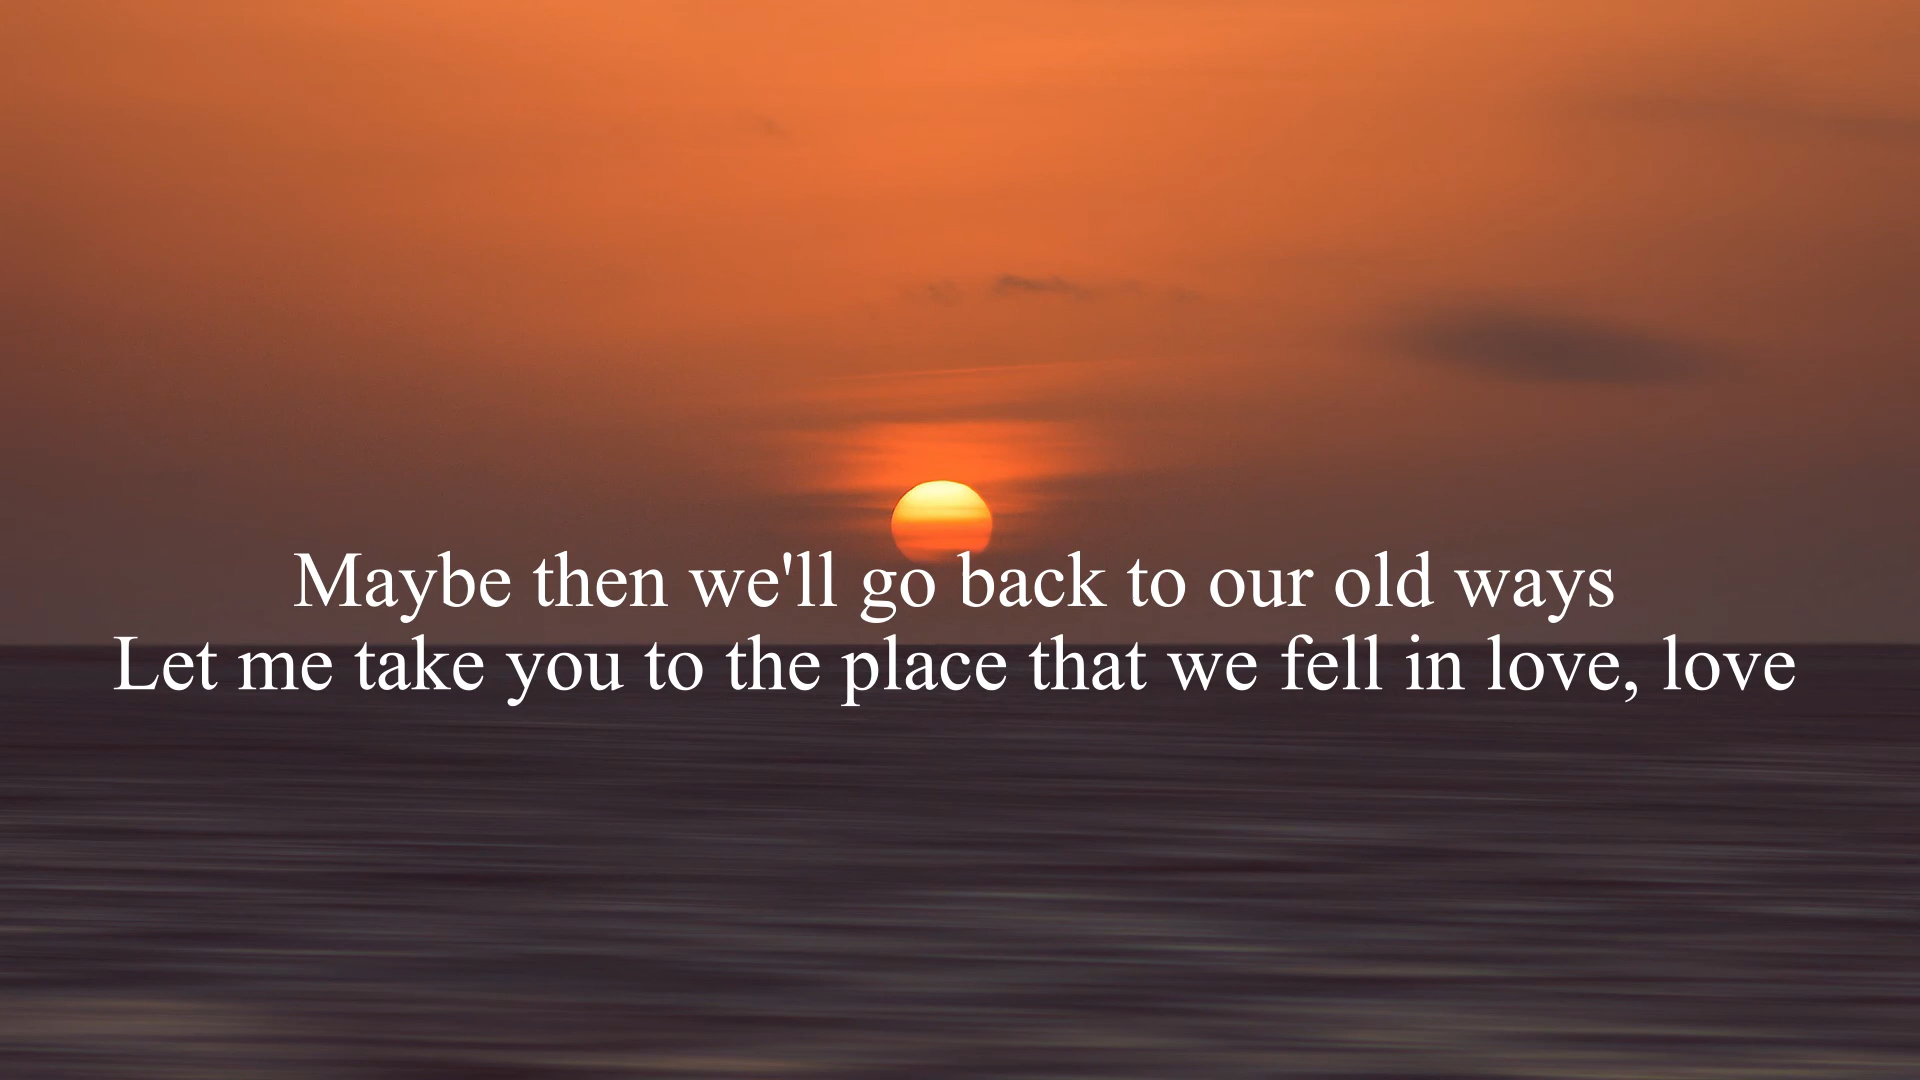 Maybe then we'll go back to our old ways
Let me take you to the place that we fell in love, love